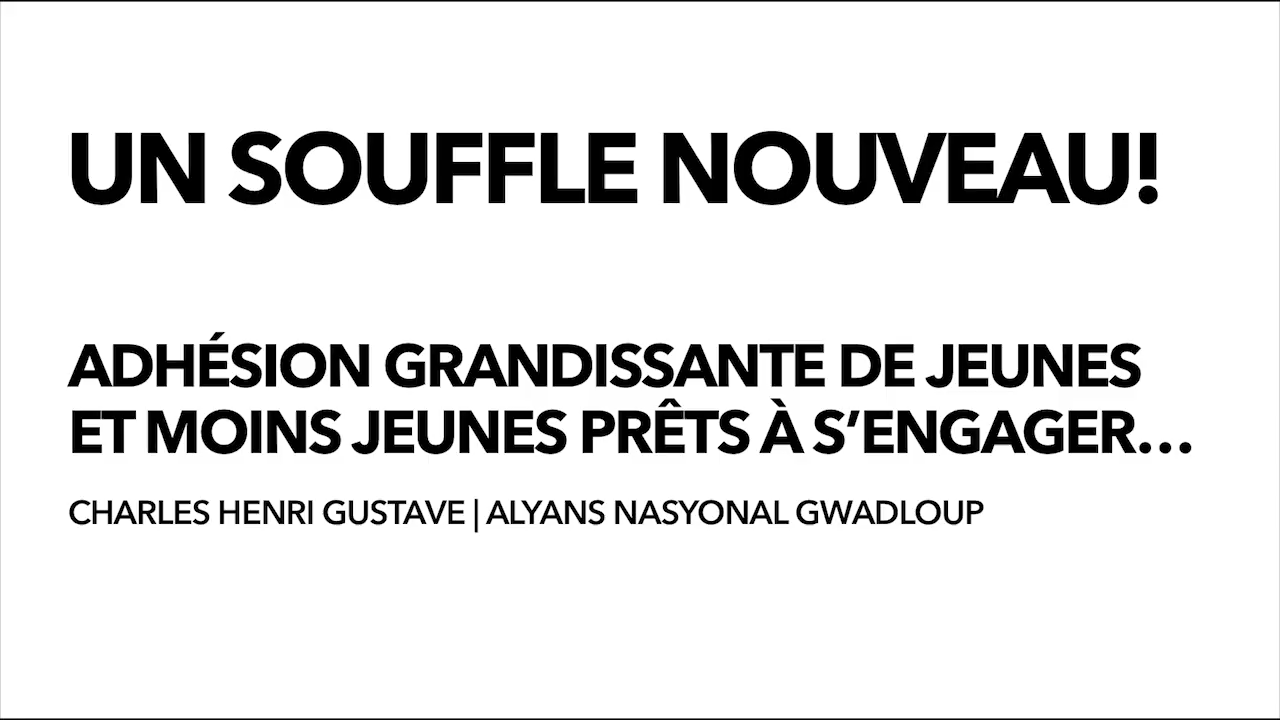 UN SOUFFLE NOUVEAU!
ADHÉSION GRANDISSANTE DE JEUNES
ET MOINS JEUNES PRÊTS À S’ENGAGER…
CHARLES HENRI GUSTAVE | ALYANS NASYONAL GWADLOUP